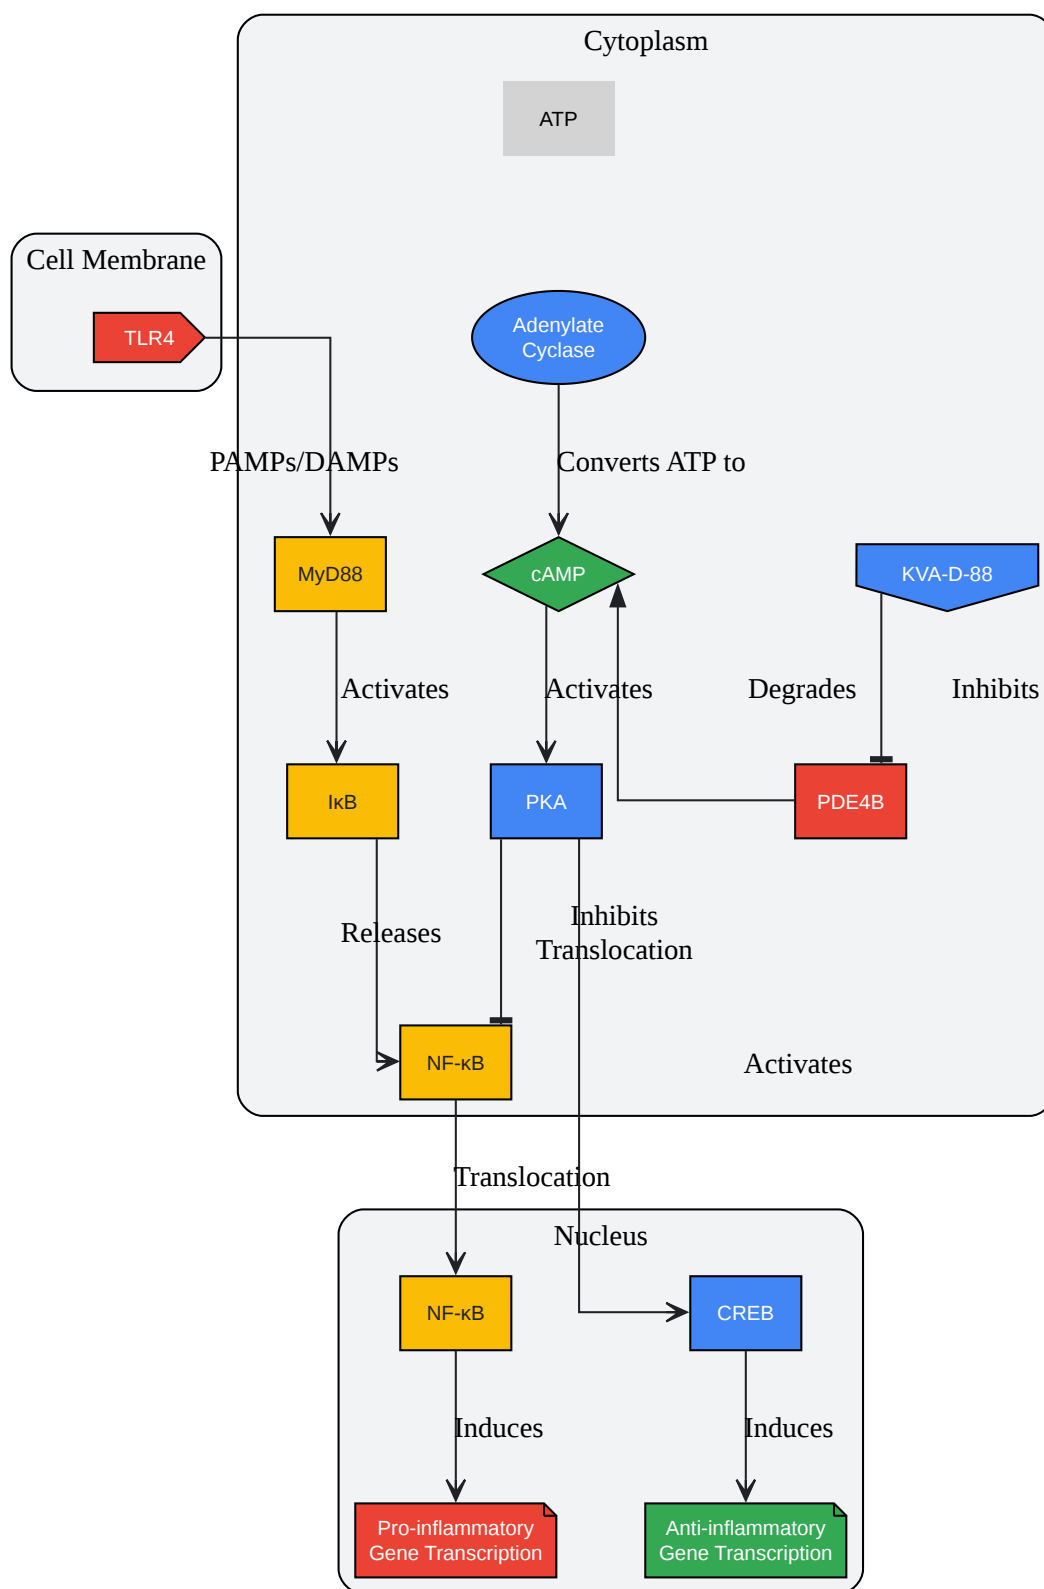 Cytoplasm
ATP
Cell Membrane
TLR4
Adenylate
Cyclase
PAMPs/DAMPs
Converts ATP to
MyD88
cAMP
KVA-D-88
Activates
Activates
Degrades
Inhibits
IκB
PKA
PDE4B
Releases
Inhibits
Translocation
NF-κB
Activates
Translocation
Nucleus
NF-κB
CREB
Induces
Induces
Pro-inflammatory
Gene Transcription
Anti-inflammatory
Gene Transcription